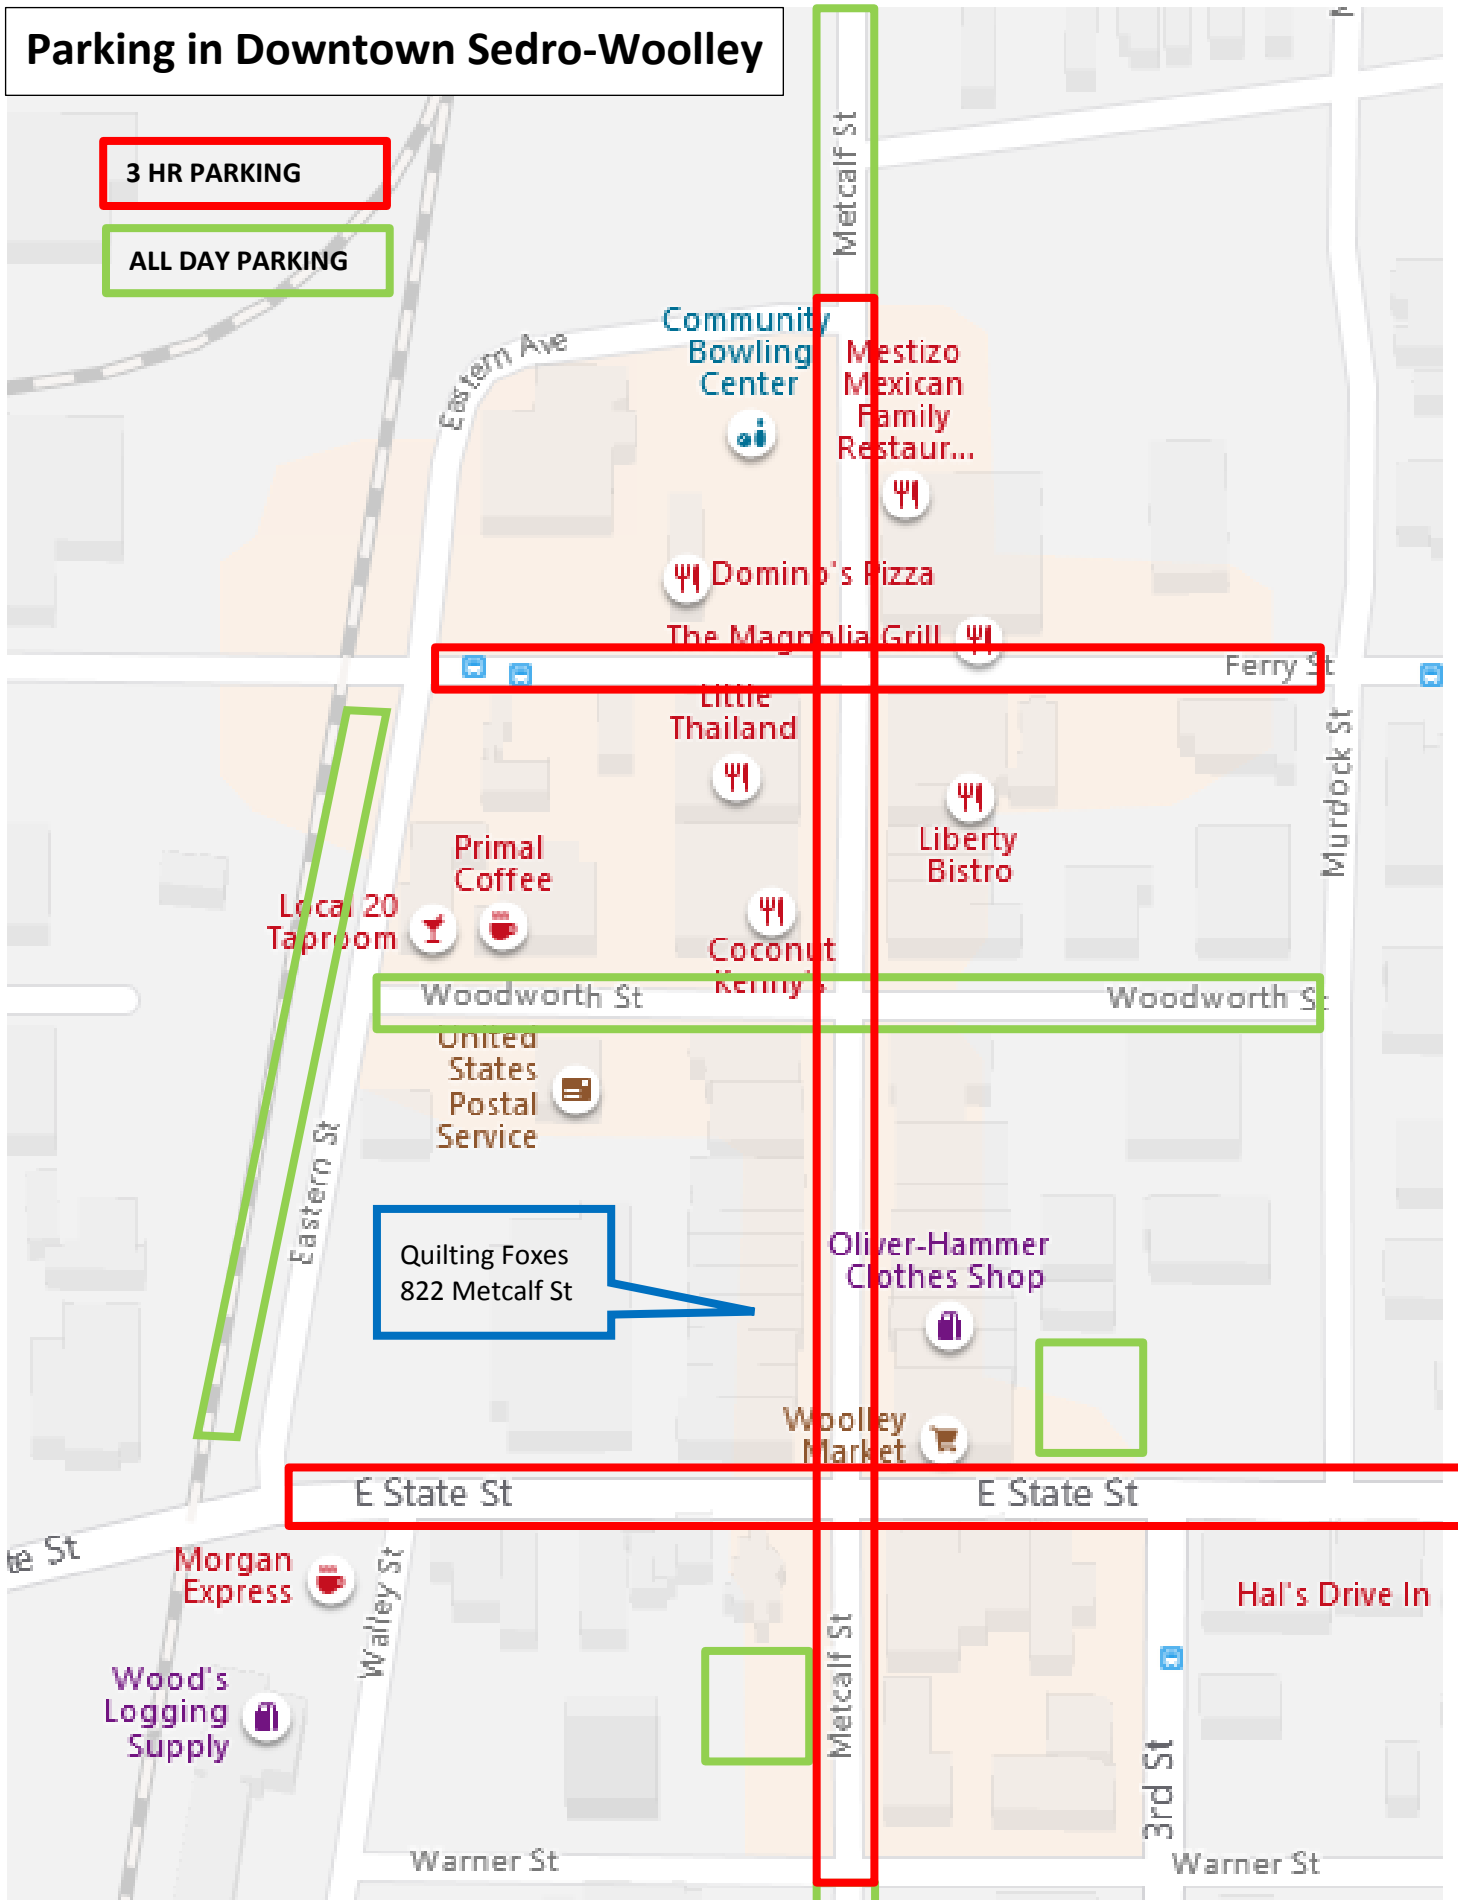 Parking in Downtown Sedro-Woolley
3 HR PARKING
ALL DAY PARKING
Metcalf St
Eastern Ave
Community
Bowling
Center
Mestizo
Mexican
Family
Restaur...
Domino's Pizza
The Magnolia Grill
Ferry St
Little
Thailand
Murdock St
Liberty
Bistro
Primal
Coffee
Local 20
Taproom
Coconut
Kenny's
Woodworth St
Woodworth St
United
States
Postal
Service
Eastern St
Quilting Foxes
822 Metcalf St
Oliver-Hammer
Clothes Shop
Woolley
Market
E State St
E State St
te St
Morgan
Express
Walley St
Hal's Drive In
Metcalf St
Wood's
Logging
Supply
3rd St
Warner St
Warner St